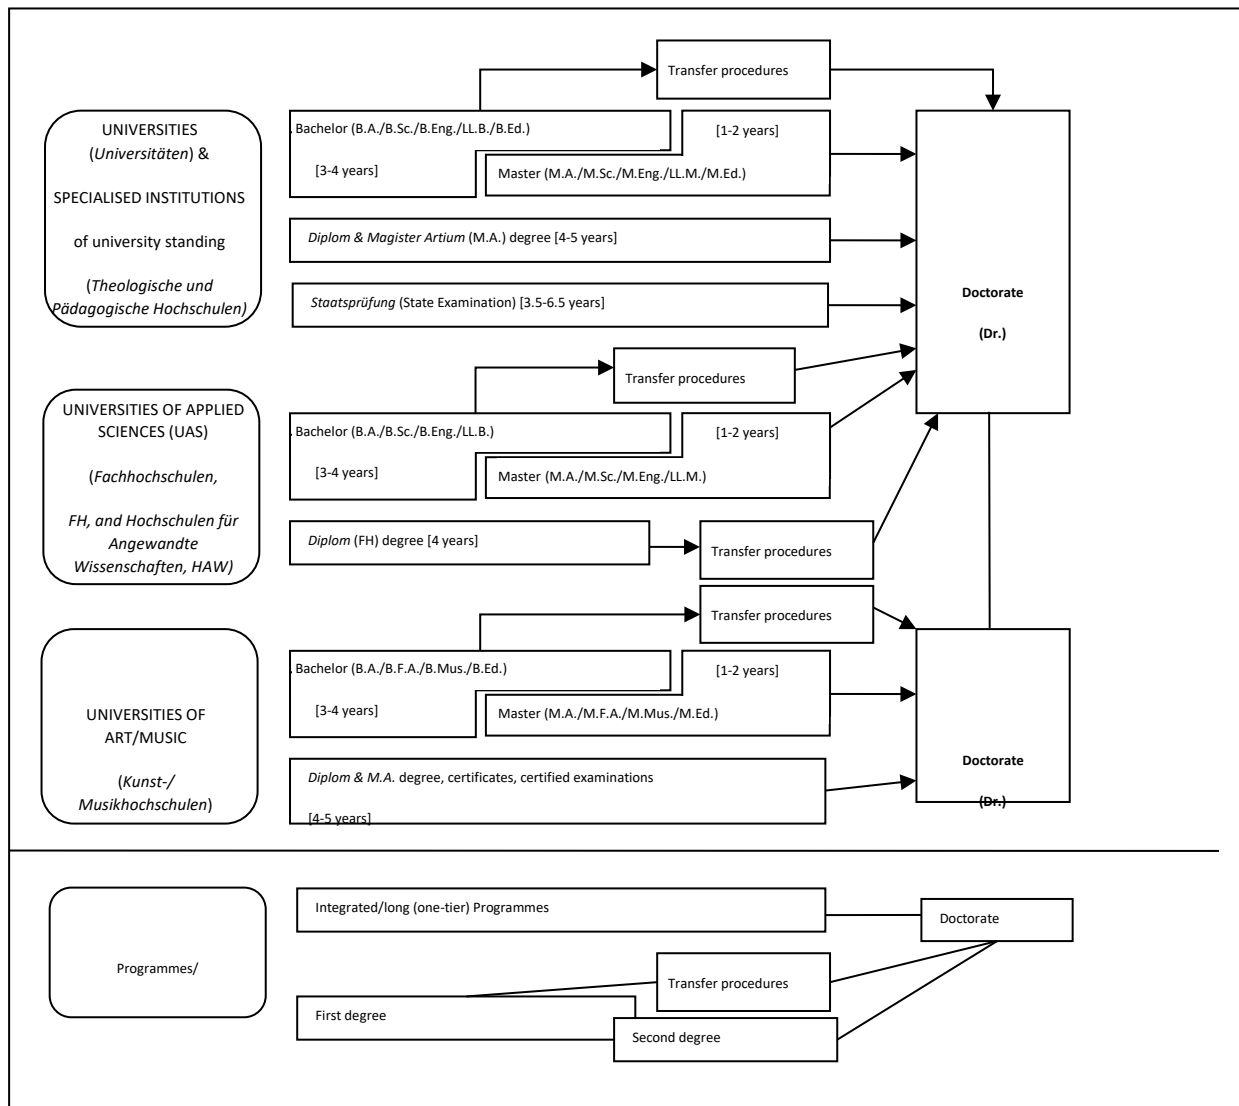 Transfer procedures
UNIVERSITIES
(Universitäten) &
SPECIALISED INSTITUTIONS
of university standing
(Theologische und
Pädagogische Hochschulen)
Bachelor (B.A./B.Sc./B.Eng./LL.B./B.Ed.)
[3-4 years]
[1-2 years]
Master (M.A./M.Sc./M.Eng./LL.M./M.Ed.)
Diplom & Magister Artium (M.A.) degree [4-5 years]
Staatsprüfung (State Examination) [3.5-6.5 years]
Doctorate
(Dr.)
Transfer procedures
UNIVERSITIES OF APPLIED
SCIENCES (UAS)
(Fachhochschulen,
FH, and Hochschulen für
Angewandte
Wissenschaften, HAW)
Bachelor (B.A./B.Sc./B.Eng./LL.B.)
[3-4 years]
[1-2 years]
Master (M.A./M.Sc./M.Eng./LL.M.)
Diplom (FH) degree [4 years]
Transfer procedures
Transfer procedures
UNIVERSITIES OF
ART/MUSIC
(Kunst-/
Musikhochschulen)
Bachelor (B.A./B.F.A./B.Mus./B.Ed.)
[3-4 years]
[1-2 years]
Master (M.A./M.F.A./M.Mus./M.Ed.)
Diplom & M.A. degree, certificates, certified examinations
[4-5 years]
Doctorate
(Dr.)
Programmes/
Integrated/long (one-tier) Programmes
Doctorate
Transfer procedures
First degree
Second degree